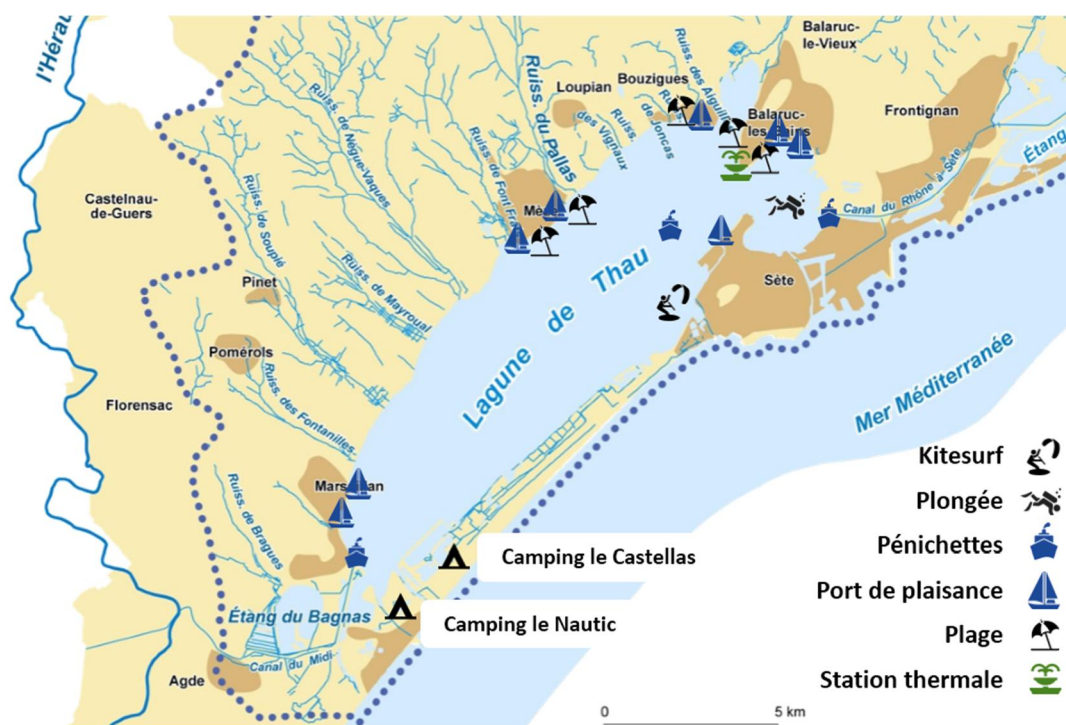 l'Hérau
Balaruc-
le-Vieux
Bouzigues
Loupian
Frontignan
Balaruc-
les-Bains
Ruiss. des Aiguilles
Ruiss. du Pallas
Ruiss.
de Joncas
Ruiss.
des Vignaux
Ruiss. de Nègue-Vaques
Ruiss. de Font Fra
Étang
Castelnau-
de-Guers
Canal du Rhône à Sète
Mèze
Ruiss. de Soupié
Lagune de Thau
Sète
Pinet
Ruiss. de Mayroual
Pomérols
Mer Méditerranée
Florensac
Ruiss. des Fontanilles
Kitesurf
Marseillan
Plongée
Ruiss. de Bragues
Pénichettes
Camping le Castellas
Port de plaisance
Étang du Bagnas
Camping le Nautic
Plage
Canal du Midi
Agde
Station thermale
0 5 km